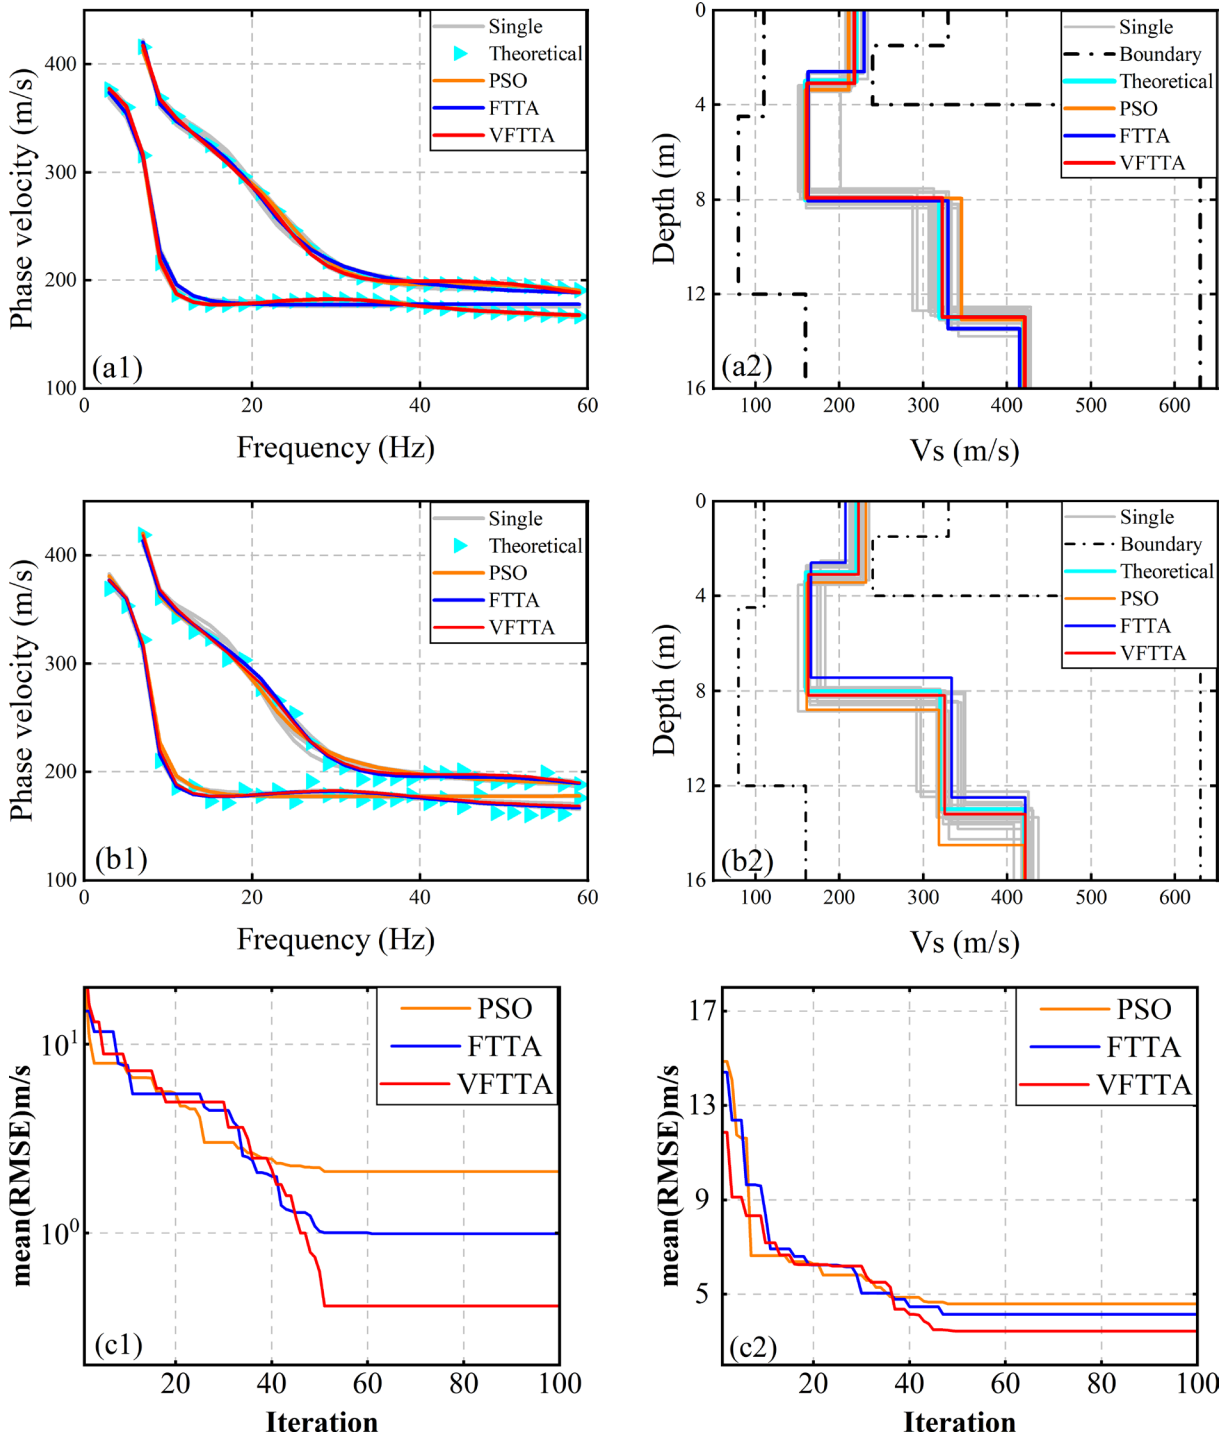 400
300
200
100
0
20
40
60
Phase velocity (m/s)
Frequency (Hz)
Single
Theoretical
PSO
FTTA
VFTTA
(a1)
0
4
8
12
16
100
200
300
400
500
600
Depth (m)
Vs (m/s)
Single
Boundary
Theoretical
PSO
FTTA
VFTTA
(a2)
400
300
200
100
0
20
40
60
Phase velocity (m/s)
Frequency (Hz)
Single
Theoretical
PSO
FTTA
VFTTA
(b1)
0
4
8
12
16
100
200
300
400
500
600
Depth (m)
Vs (m/s)
Single
Boundary
Theoretical
PSO
FTTA
VFTTA
(b2)
10¹
10⁰
20
40
60
80
100
mean(RMSE)m/s
Iteration
PSO
FTTA
VFTTA
(c1)
17
13
9
5
20
40
60
80
100
mean(RMSE)m/s
Iteration
PSO
FTTA
VFTTA
(c2)